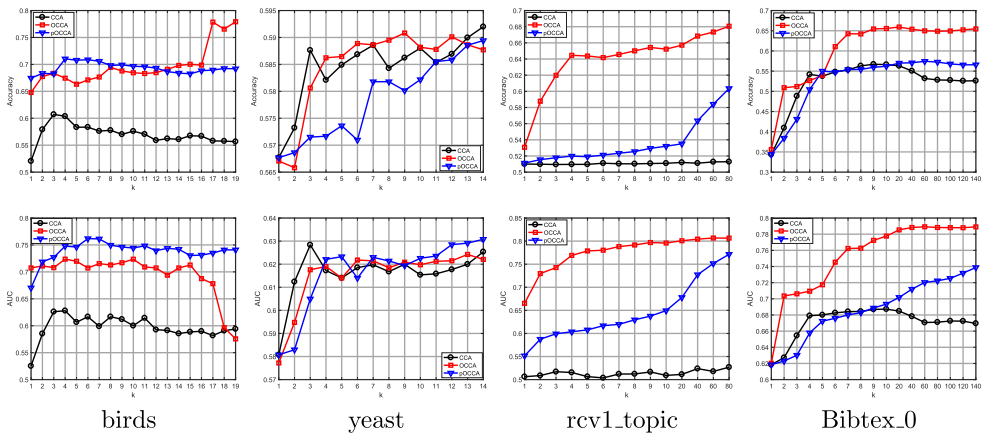 0.8
0.75
0.7
0.65
0.6
0.55
0.5
Accuracy
CCA
OCCA
pOCCA
1 2 3 4 5 6 7 8 9 10 11 12 13 14 15 16 17 18 19
k
0.595
0.59
0.585
0.58
0.575
0.57
0.565
Accuracy
CCA
OCCA
pOCCA
1 2 3 4 5 6 7 8 9 10 11 12 13 14
k
0.7
0.68
0.66
0.64
0.62
0.6
0.58
0.56
0.54
0.52
0.5
Accuracy
CCA
OCCA
pOCCA
1 2 3 4 5 6 7 8 9 10 20 40 60 80
k
0.7
0.65
0.6
0.55
0.5
0.45
0.4
0.35
0.3
Accuracy
CCA
OCCA
pOCCA
1 2 3 4 5 6 7 8 9 10 20 40 60 80 100 120 140
k
0.8
0.75
0.7
0.65
0.6
0.55
0.5
AUC
CCA
OCCA
pOCCA
1 2 3 4 5 6 7 8 9 10 11 12 13 14 15 16 17 18 19
k
0.64
0.63
0.62
0.61
0.6
0.59
0.58
0.57
AUC
CCA
OCCA
pOCCA
1 2 3 4 5 6 7 8 9 10 11 12 13 14
k
0.85
0.8
0.75
0.7
0.65
0.6
0.55
0.5
AUC
CCA
OCCA
pOCCA
1 2 3 4 5 6 7 8 9 10 20 40 60 80
k
0.8
0.78
0.76
0.74
0.72
0.7
0.68
0.66
0.64
0.62
0.6
AUC
CCA
OCCA
pOCCA
1 2 3 4 5 6 7 8 9 10 20 40 60 80 100 120 140
k
birds
yeast
rcv1_topic
Bibtex_0